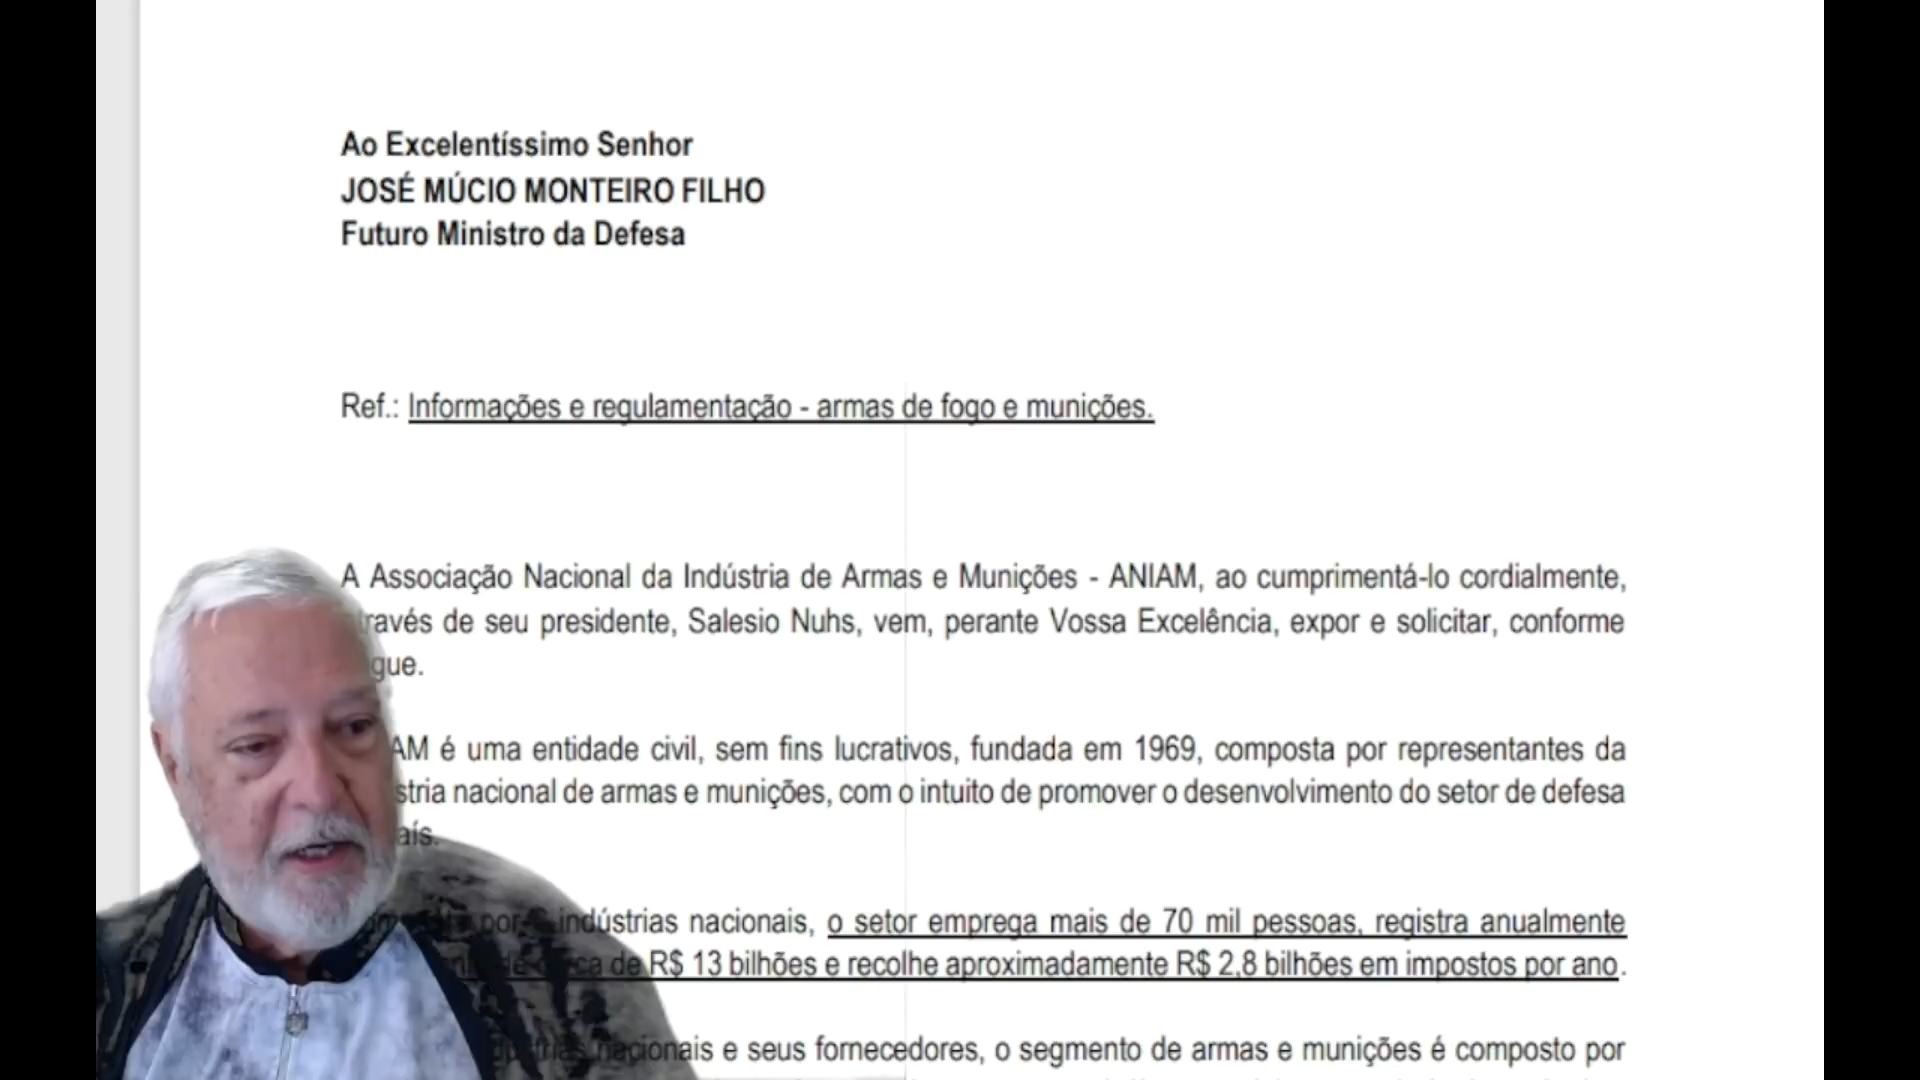 Ao Excelentíssimo Senhor
JOSÉ MÚCIO MONTEIRO FILHO
Futuro Ministro da Defesa
Ref.: Informações e regulamentação - armas de fogo e munições.
A Associação Nacional da Indústria de Armas e Munições - ANIAM, ao cumprimentá-lo cordialmente,
de seu presidente, Salesio Nuhs, vem, perante Vossa Excelência, expor e solicitar, conforme
é uma entidade civil, sem fins lucrativos, fundada em 1969, composta por representantes da
nacional de armas e munições, com o intuito de promover o desenvolvimento do setor de defesa
por indústrias nacionais, o setor emprega mais de 70 mil pessoas, registra anualmente
de R$ 13 bilhões e recolhe aproximadamente R$ 2,8 bilhões em impostos por ano.
nacionais e seus fornecedores, o segmento de armas e munições é composto por